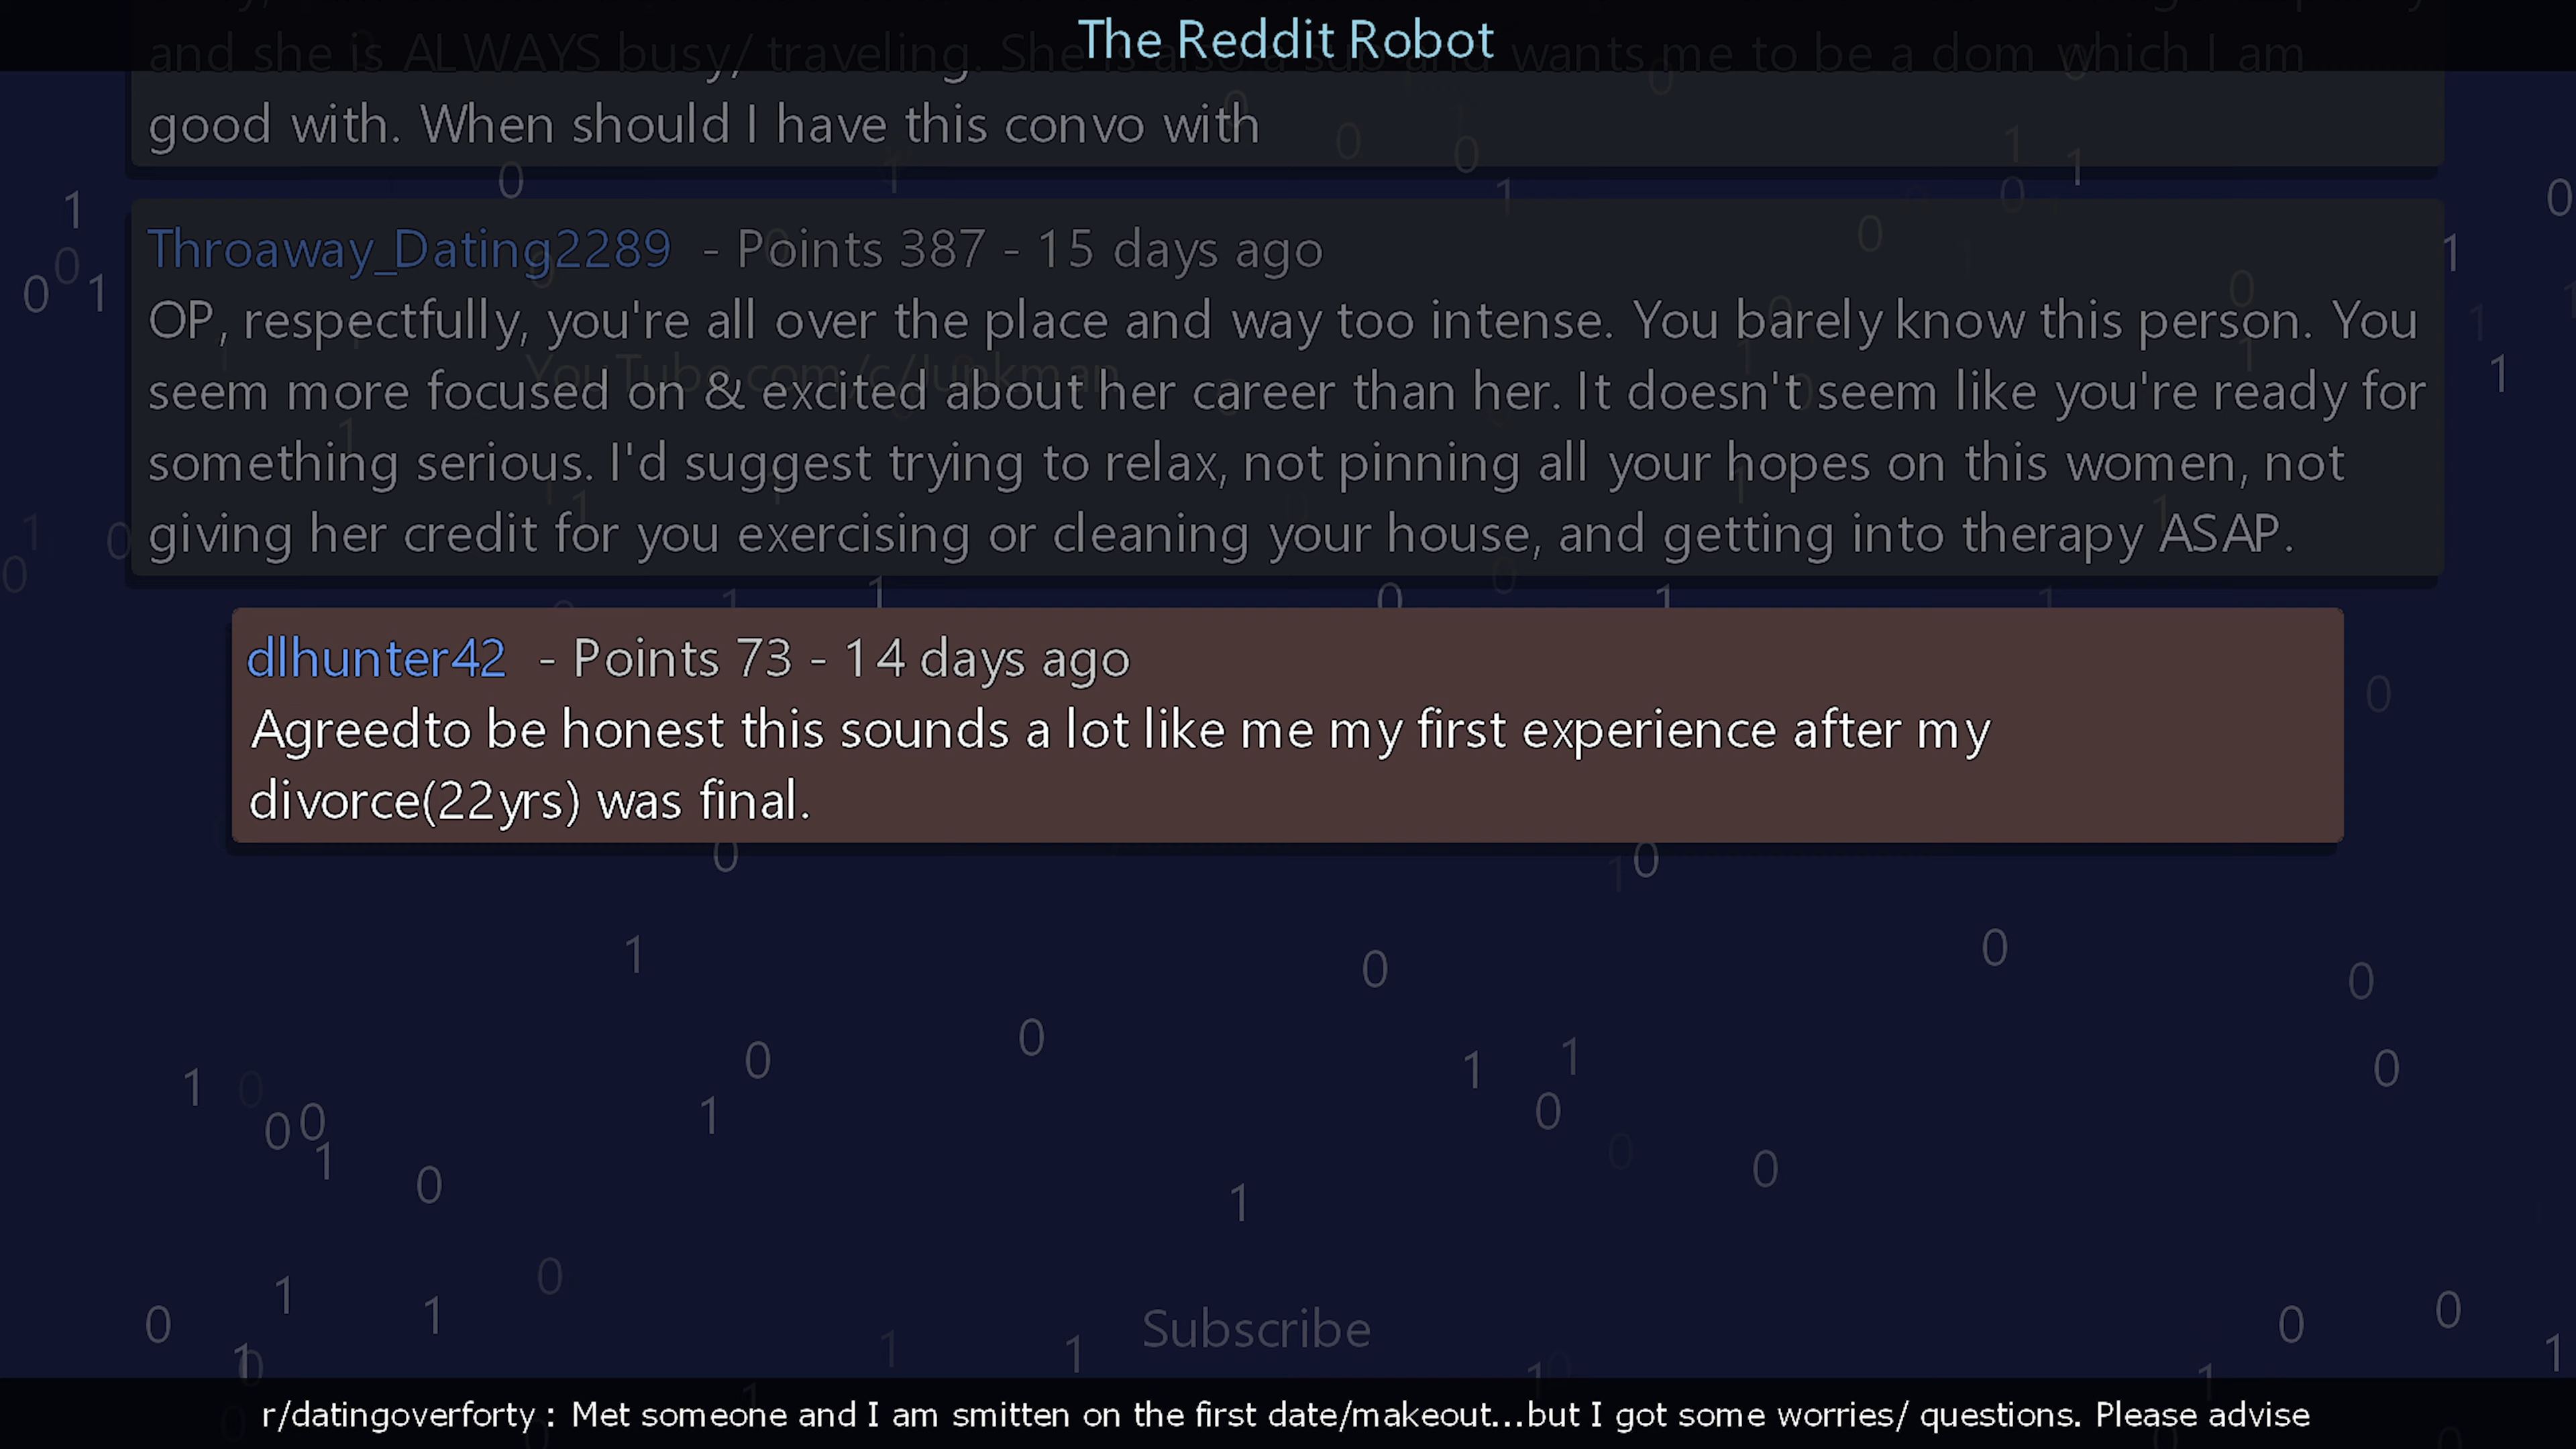 The Reddit Robot
and she is ALWAYS busy/ traveling. She is also a sub and wants me to be a dom which I am
good with. When should I have this convo with
Throaway_Dating2289 - Points 387 - 15 days ago
OP, respectfully, you're all over the place and way too intense. You barely know this person. You
YouTube.com/c/Junkman
seem more focused on & excited about her career than her. It doesn't seem like you're ready for
something serious. I'd suggest trying to relax, not pinning all your hopes on this women, not
giving her credit for you exercising or cleaning your house, and getting into therapy ASAP.
dlhunter42 - Points 73 - 14 days ago
Agreedto be honest this sounds a lot like me my first experience after my
divorce(22yrs) was final.
Subscribe
r/datingoverforty : Met someone and I am smitten on the first date/makeout...but I got some worries/ questions. Please advise